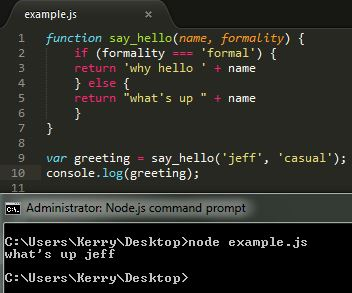 example.js ×
1 function say_hello(name, formality) {
2 if (formality === 'formal') {
3 return 'why hello ' + name
4 } else {
5 return "what's up " + name
6 }
7 }
8
9 var greeting = say_hello('jeff', 'casual');
10 console.log(greeting);
11
C:\. Administrator: Node.js command prompt
C:\Users\Kerry\Desktop>node example.js
what's up jeff
C:\Users\Kerry\Desktop>